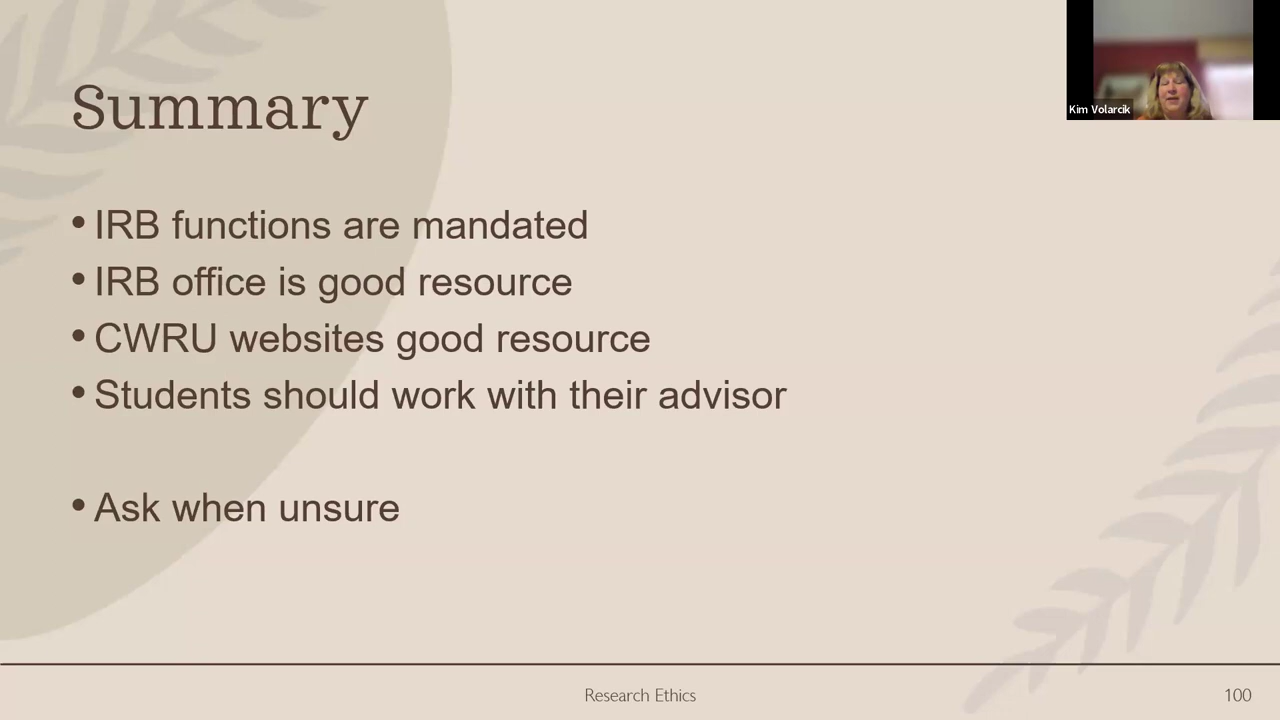 Summary
Kim Volarcik
• IRB functions are mandated
• IRB office is good resource
• CWRU websites good resource
• Students should work with their advisor
• Ask when unsure
Research Ethics
100